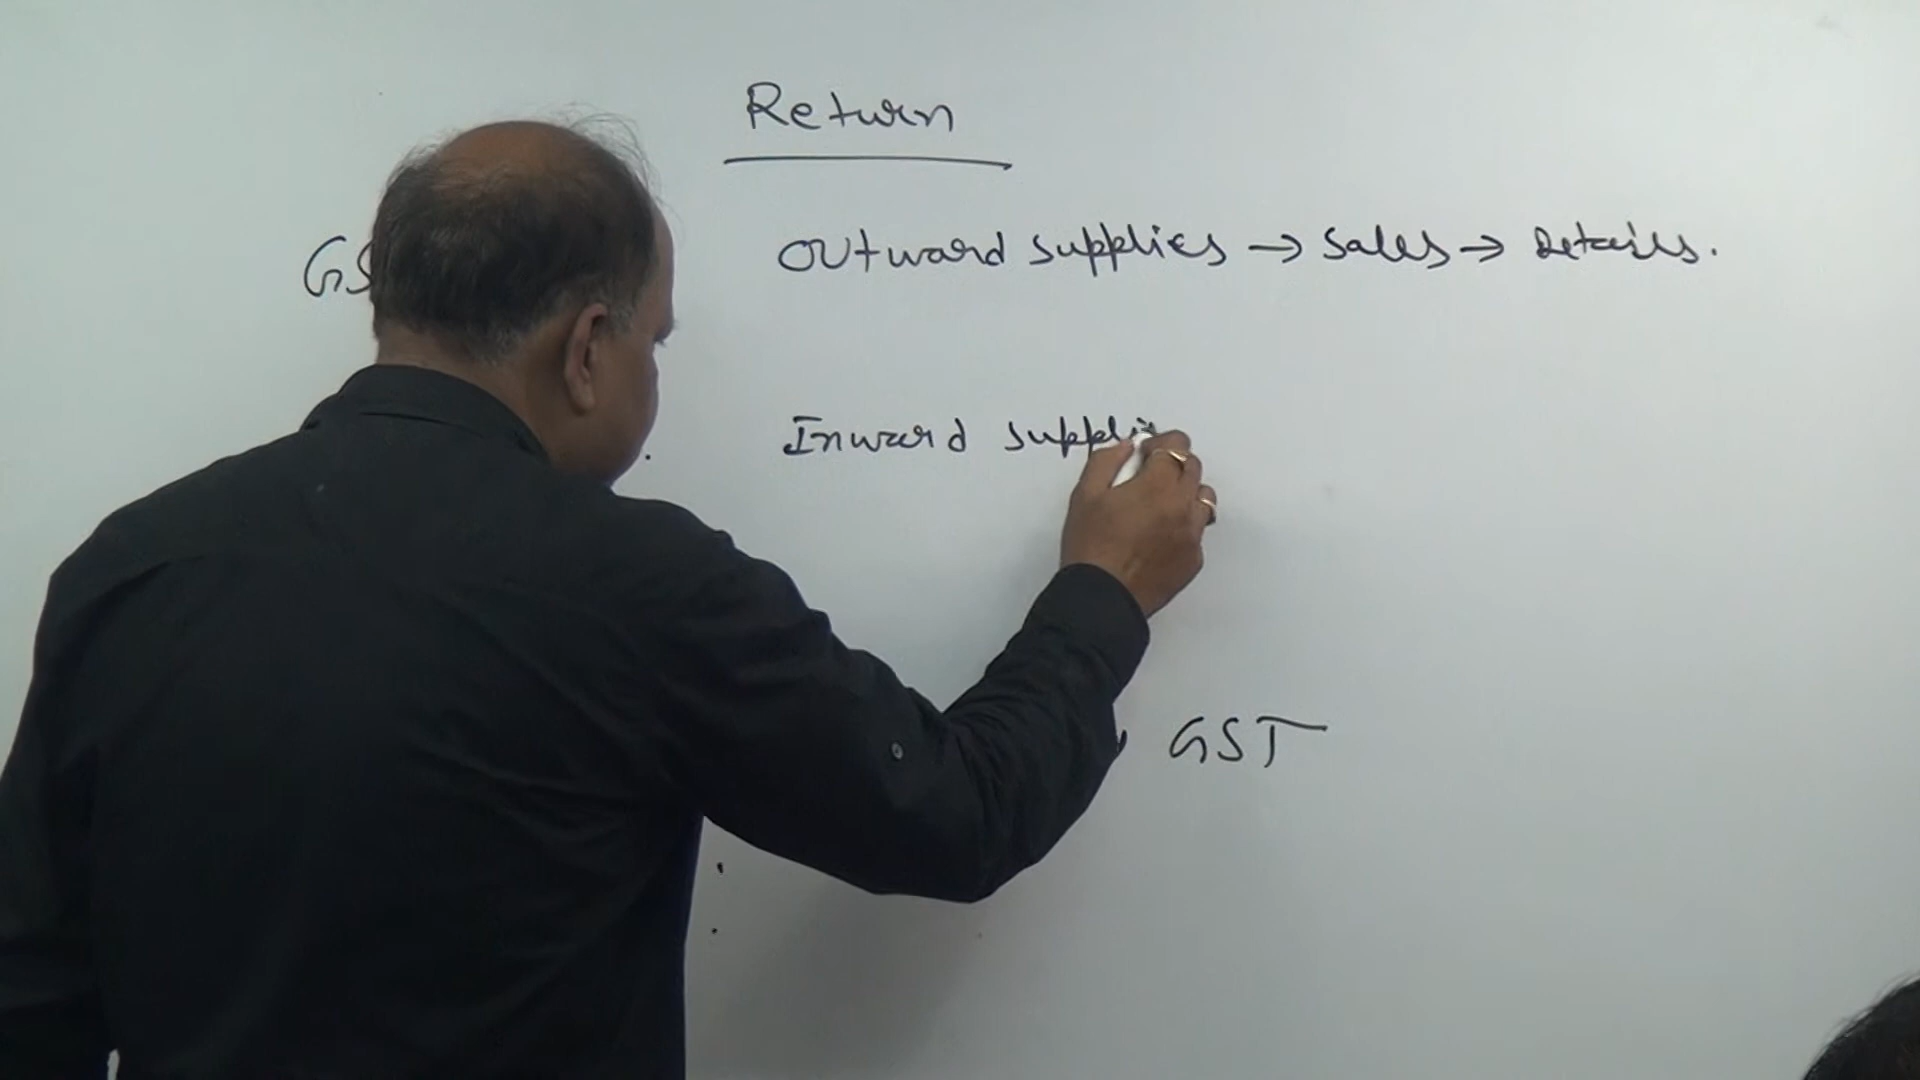 Return
GS Outward supplies → Sales → Details.
Inward suppli
GST